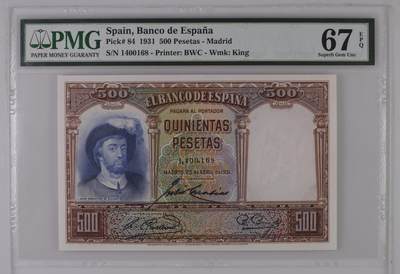 PMG
PAPER MONEY GUARANTY
Spain, Banco de España
Pick# 84 1931 500 Pesetas - Madrid
S/N 1400168 - Printer: BWC - Wmk: King
67 EPQ
Superb Gem Unc
500 500
EL BANCO DE ESPAÑA
PAGARÁ AL PORTADOR
QUINIENTAS
PESETAS
1,400,168
500 500